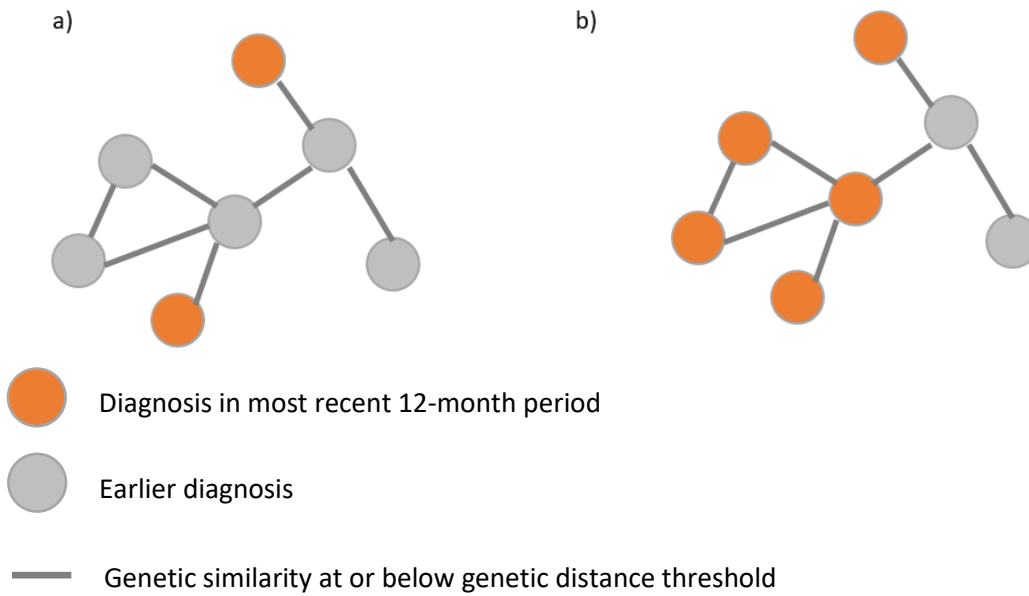 a)
b)
Diagnosis in most recent 12-month period
Earlier diagnosis
Genetic similarity at or below genetic distance threshold